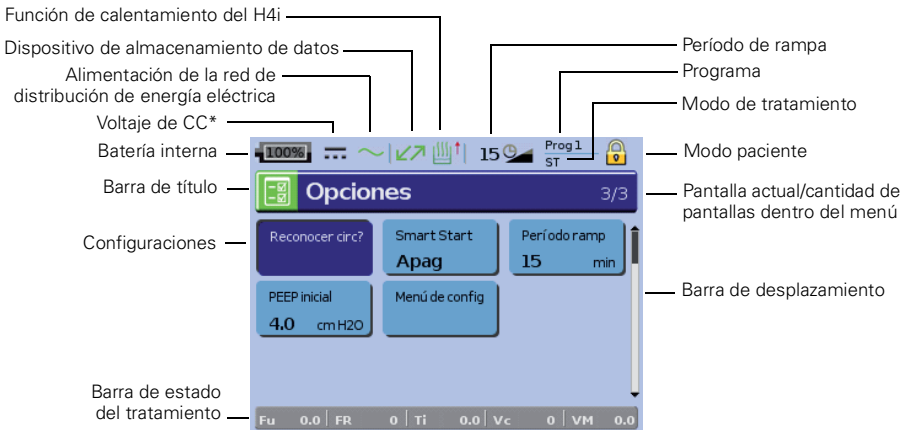 Función de calentamiento del H4i
Dispositivo de almacenamiento de datos
Alimentación de la red de
distribución de energía eléctrica
Voltaje de CC*
Batería interna
Barra de título
Configuraciones
Barra de estado
del tratamiento
Período de rampa
Programa
Modo de tratamiento
Modo paciente
Pantalla actual/cantidad de
pantallas dentro del menú
Barra de desplazamiento
100% 15 Prog 1
ST
Opciones 3/3
Reconocer circ?
Smart Start
Apag
Período ramp
15 min
PEEP inicial
4.0 cmH2O
Menú de config
Fu 0.0 FR 0 Ti 0.0 Vc 0 VM 0.0